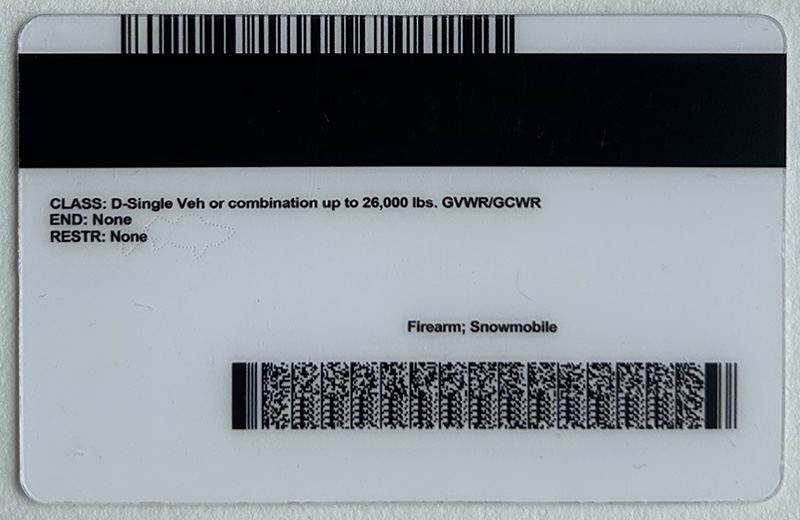 CLASS: D-Single Veh or combination up to 26,000 lbs. GVWR/GCWR
END: None
RESTR: None
Firearm; Snowmobile